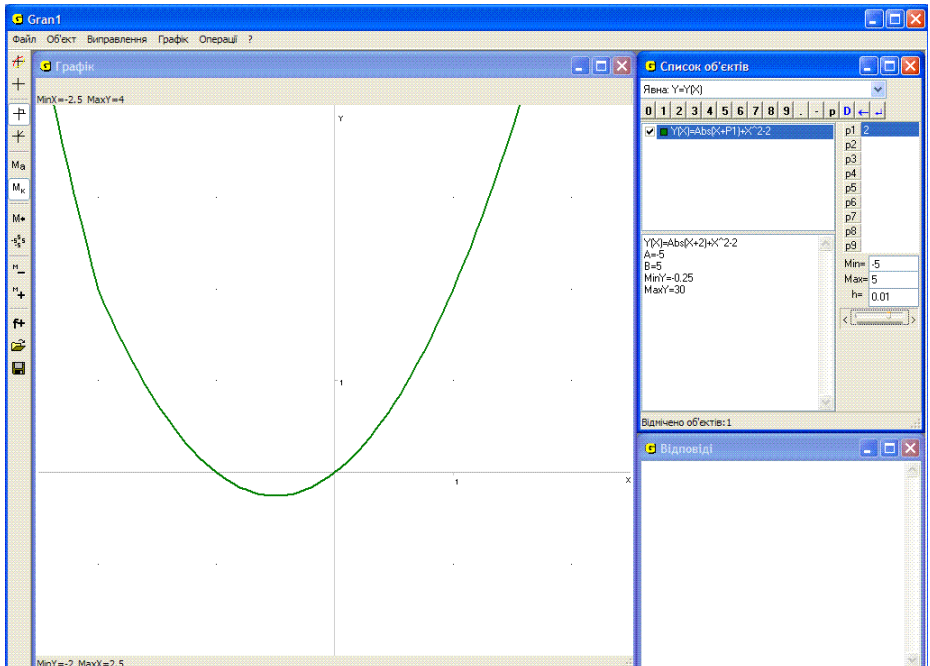 Gran1
Файл Об'єкт Виправлення Графік Операції ?
Графік
MinX=-2.5 MaxY=4
Y
1
1
X
MinY=-2 MaxX=2.5
Ma
Mк
M+
f+
Список об'єктів
Явна: Y=Y(X)
0 1 2 3 4 5 6 7 8 9 . - p D ← ↵
Y(X)=Abs(X+P1)+X^2-2
p1 2
p2
p3
p4
p5
p6
p7
p8
p9
Y(X)=Abs(X+2)+X^2-2
A=-5
B=5
MinY=-0.25
MaxY=30
Min= -5
Max= 5
h= 0.01
Відмічено об'єктів:1
Відповіді